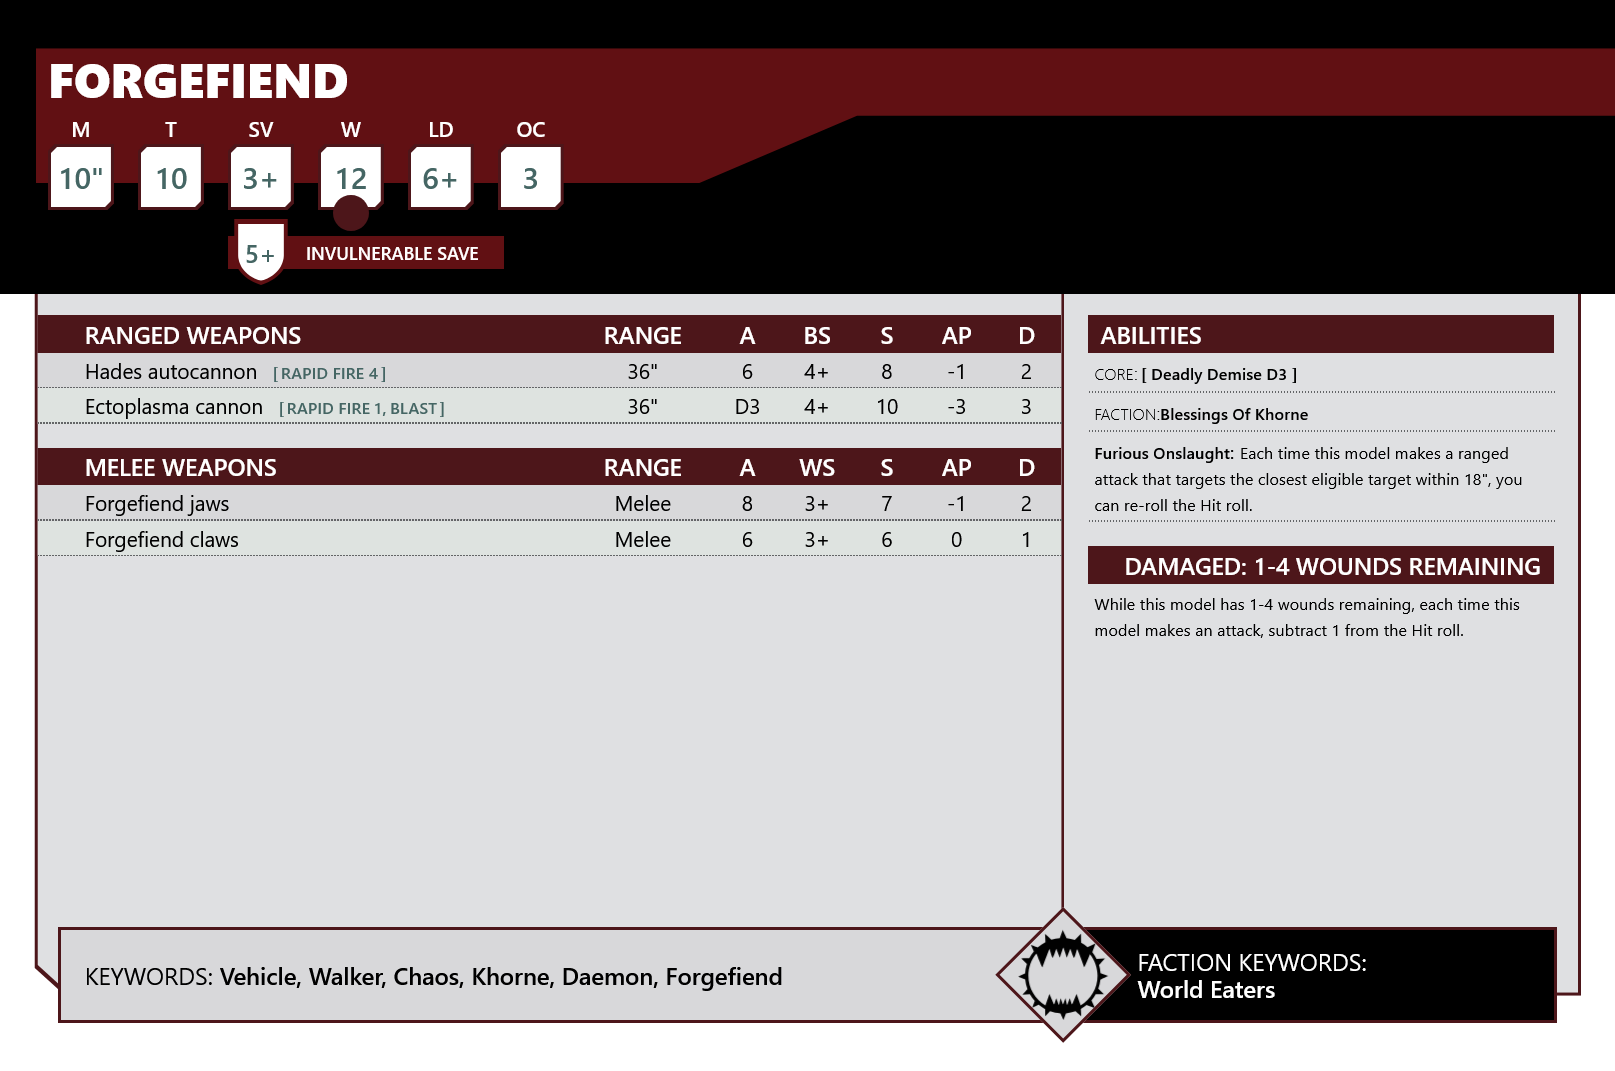 FORGEFIEND
M T SV W LD OC
10" 10 3+ 12 6+ 3
5+ INVULNERABLE SAVE
RANGED WEAPONS RANGE A BS S AP D
Hades autocannon [RAPID FIRE 4] 36" 6 4+ 8 -1 2
Ectoplasma cannon [RAPID FIRE 1, BLAST] 36" D3 4+ 10 -3 3
MELEE WEAPONS RANGE A WS S AP D
Forgefiend jaws Melee 8 3+ 7 -1 2
Forgefiend claws Melee 6 3+ 6 0 1
ABILITIES
CORE: [ Deadly Demise D3 ]
FACTION:Blessings Of Khorne
Furious Onslaught: Each time this model makes a ranged
attack that targets the closest eligible target within 18", you
can re-roll the Hit roll.
DAMAGED: 1-4 WOUNDS REMAINING
While this model has 1-4 wounds remaining, each time this
model makes an attack, subtract 1 from the Hit roll.
KEYWORDS: Vehicle, Walker, Chaos, Khorne, Daemon, Forgefiend
FACTION KEYWORDS:
World Eaters